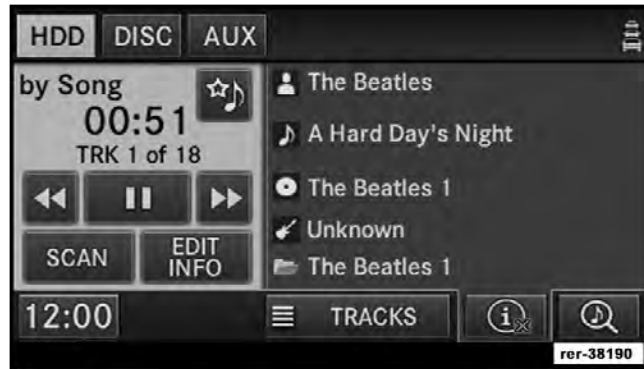 HDD DISC AUX
by Song
00:51
TRK 1 of 18
SCAN
EDIT
INFO
The Beatles
A Hard Day's Night
The Beatles 1
Unknown
The Beatles 1
12:00
TRACKS
i
rer-38190